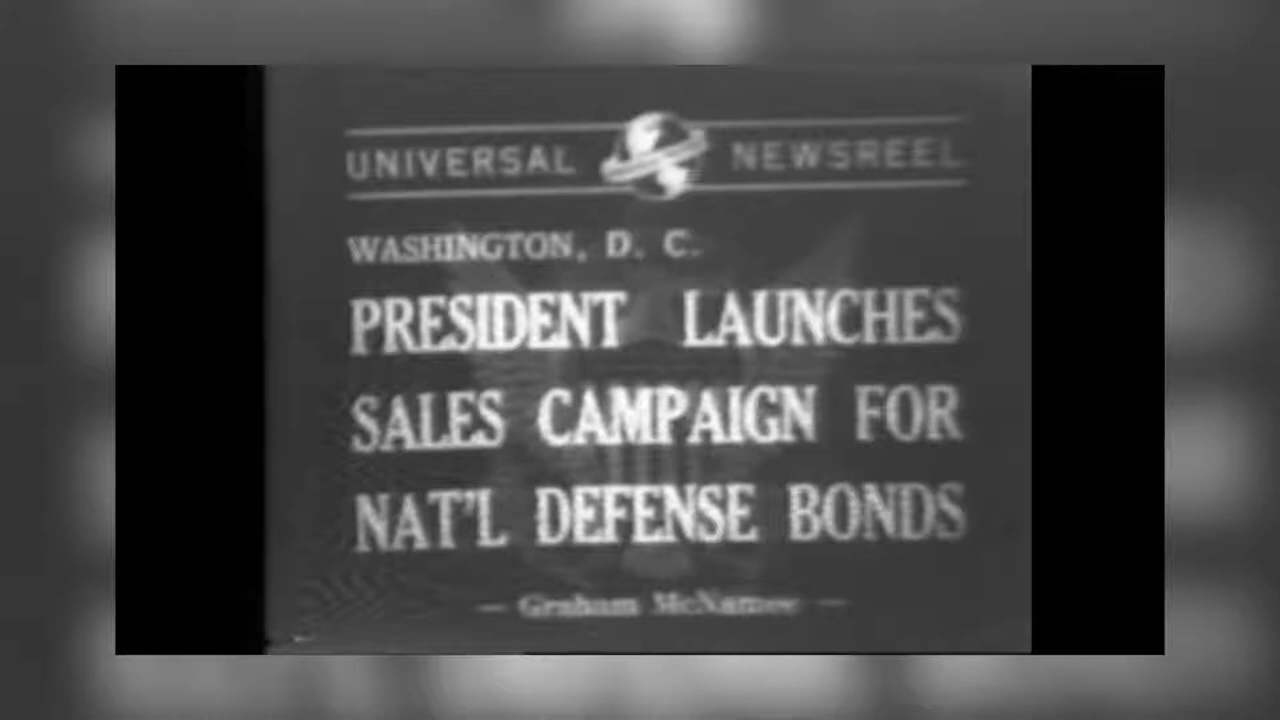 UNIVERSAL NEWSREEL
WASHINGTON, D. C.
PRESIDENT LAUNCHES
SALES CAMPAIGN FOR
NAT'L DEFENSE BONDS
— Graham McNamee —